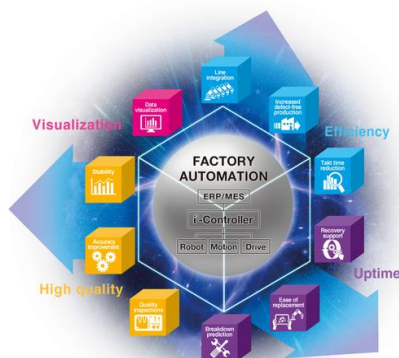 Line
integration
Data
visualization
Increased
defect-free
production
Visualization
Efficiency
FACTORY
AUTOMATION
Stability
Takt time
reduction
ERP/MES
i -Controller
Accuracy
improvement
Recovery
support
Robot Motion Drive
Uptime
High quality
Quality
inspections
Ease of
replacement
Breakdown
prediction